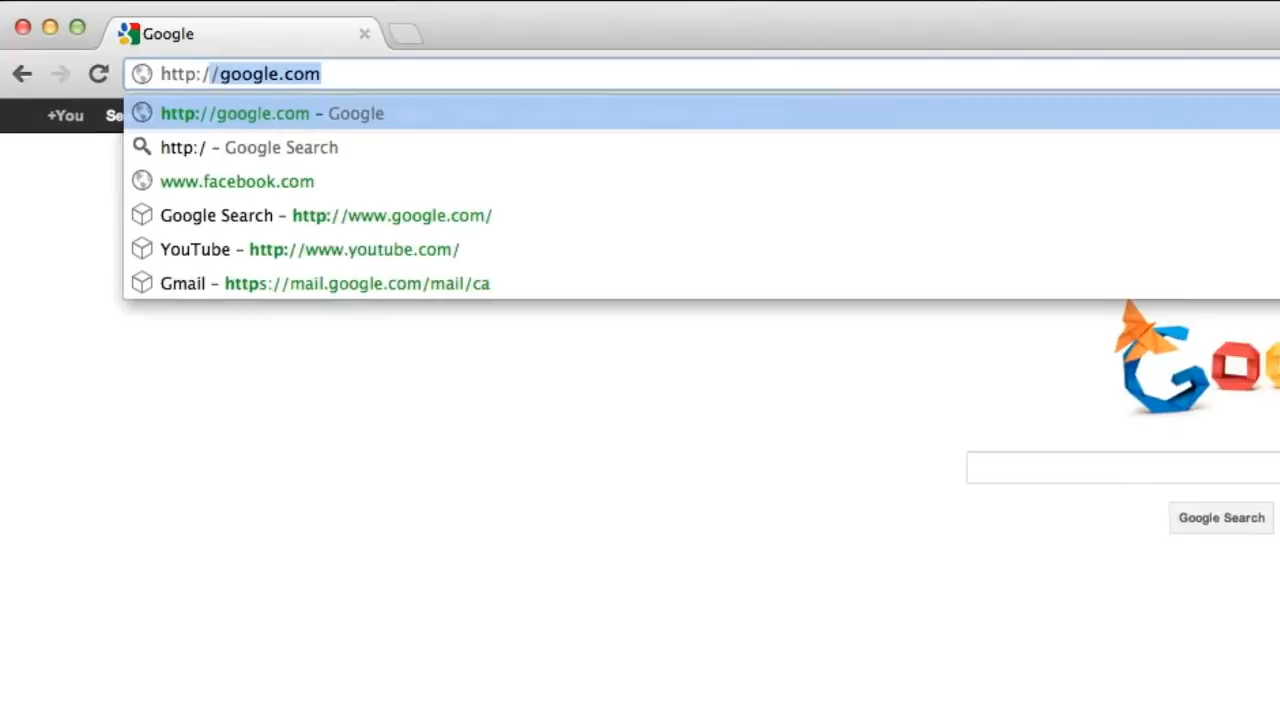 Google
http://google.com
+You
http://google.com – Google
http:/ – Google Search
www.facebook.com
Google Search – http://www.google.com/
YouTube – http://www.youtube.com/
Gmail – https://mail.google.com/mail/ca
Google Search